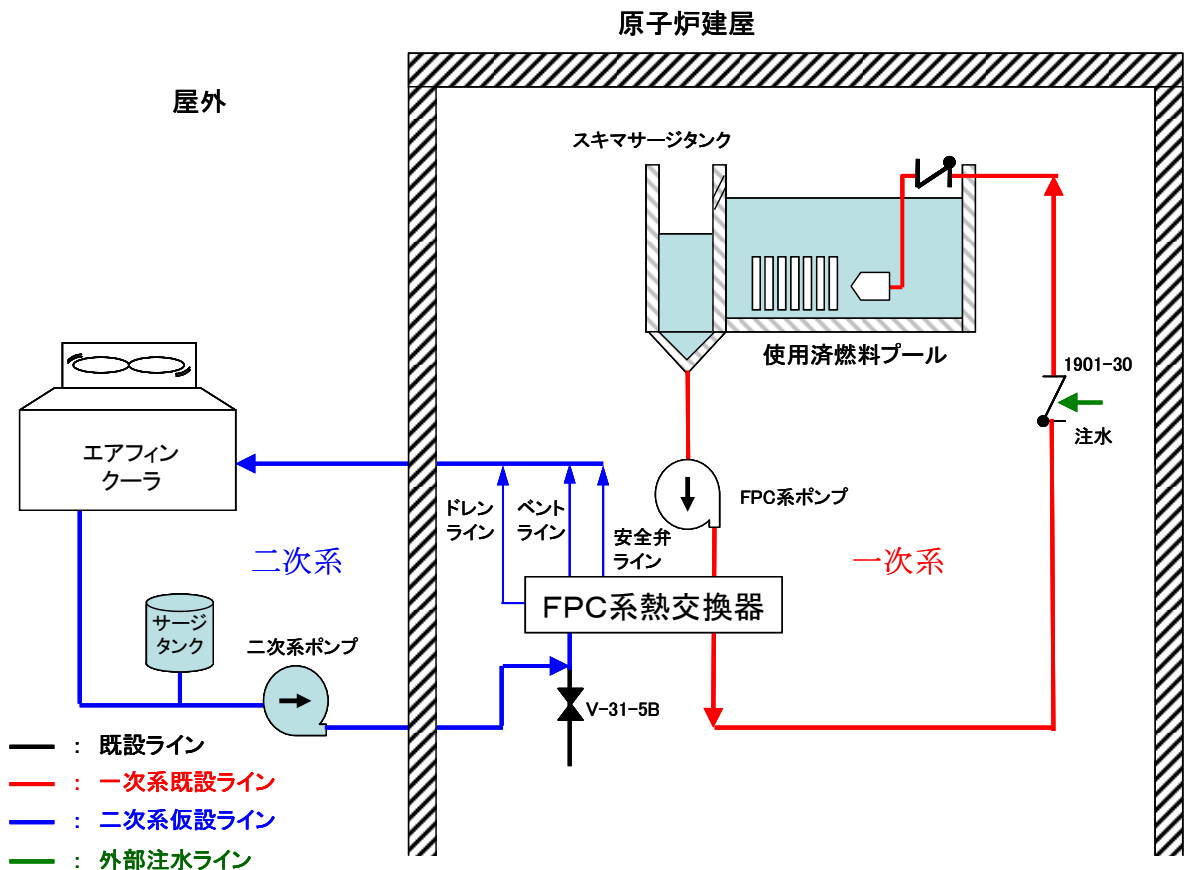 原子炉建屋
屋外
スキマサージタンク
使用済燃料プール
1901-30
注水
エアフィン
クーラ
ドレン
ライン
ベント
ライン
安全弁
ライン
FPC系ポンプ
二次系
一次系
FPC系熱交換器
サージ
タンク
二次系ポンプ
V-31-5B
： 既設ライン
： 一次系既設ライン
： 二次系仮設ライン
： 外部注水ライン